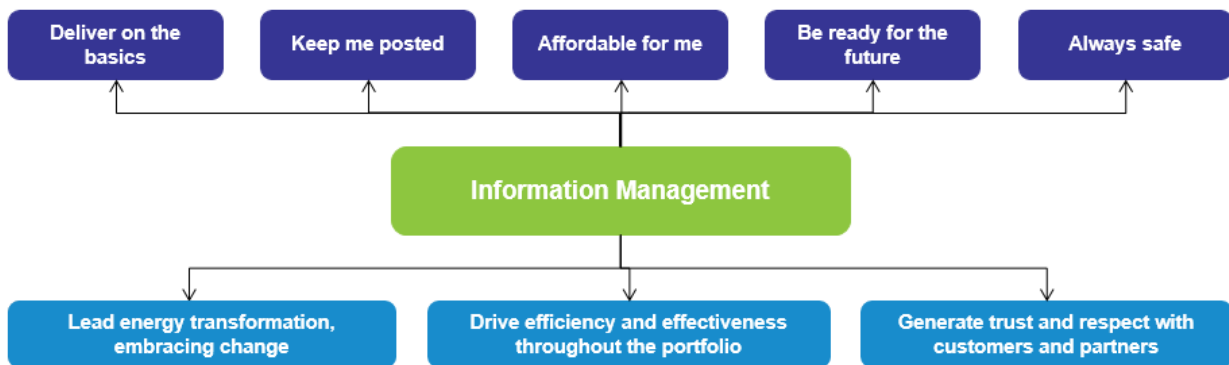 Deliver on the
basics
Keep me posted
Affordable for me
Be ready for the
future
Always safe
Information Management
Lead energy transformation,
embracing change
Drive efficiency and effectiveness
throughout the portfolio
Generate trust and respect with
customers and partners